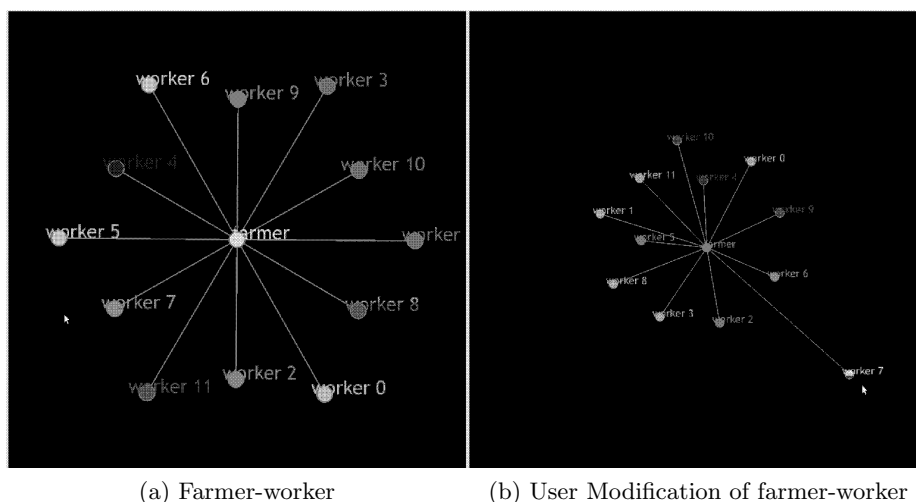 worker 6
worker 3
worker 9
worker 4
worker 10
worker 5
farmer
worker
worker 7
worker 8
worker 11
worker 2
worker 0
worker 10
worker 0
worker 11
worker 4
worker 1
worker 9
worker 5
farmer
worker 6
worker 8
worker 3
worker 2
worker 7
(a) Farmer-worker
(b) User Modification of farmer-worker